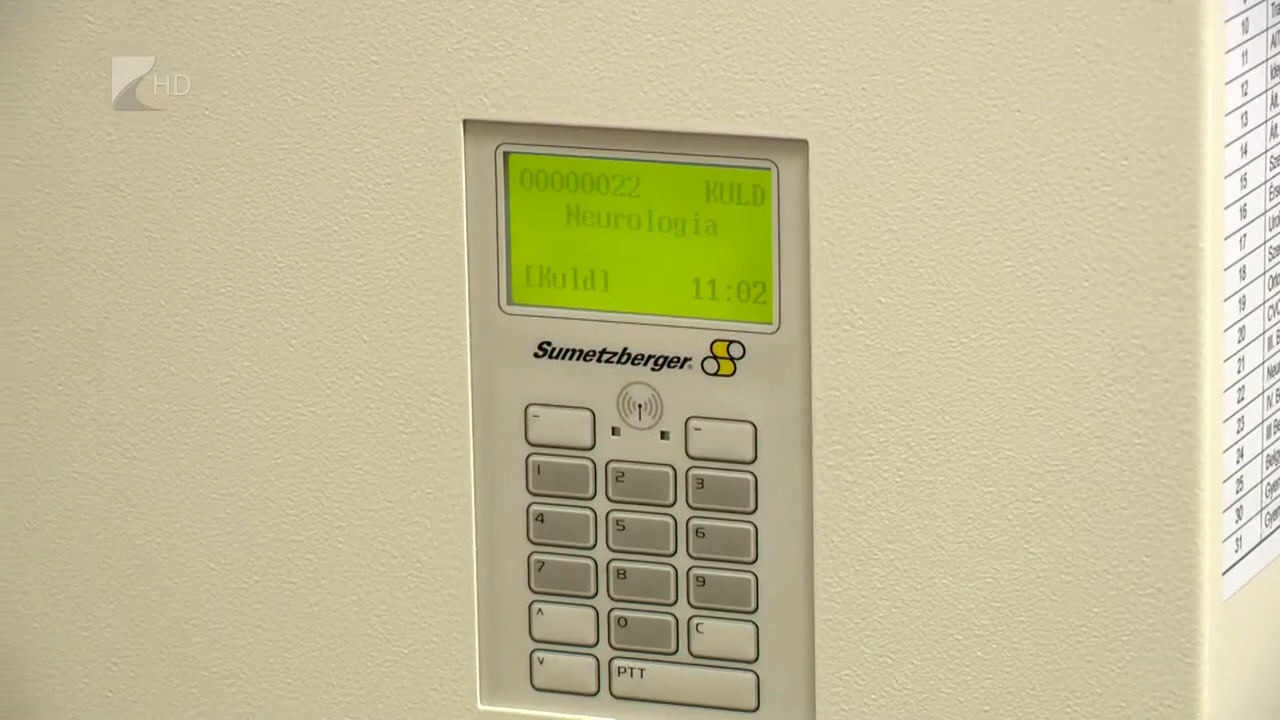 HD
00000022 KULD
Neurologia
[Kuld] 11:02
Sumetzberger
1 2 3
4 5 6
7 8 9
^ 0 C
v PTT
10
11
12
13
14
15
16
17
18
19
20
21
22
23
24
25
30
31